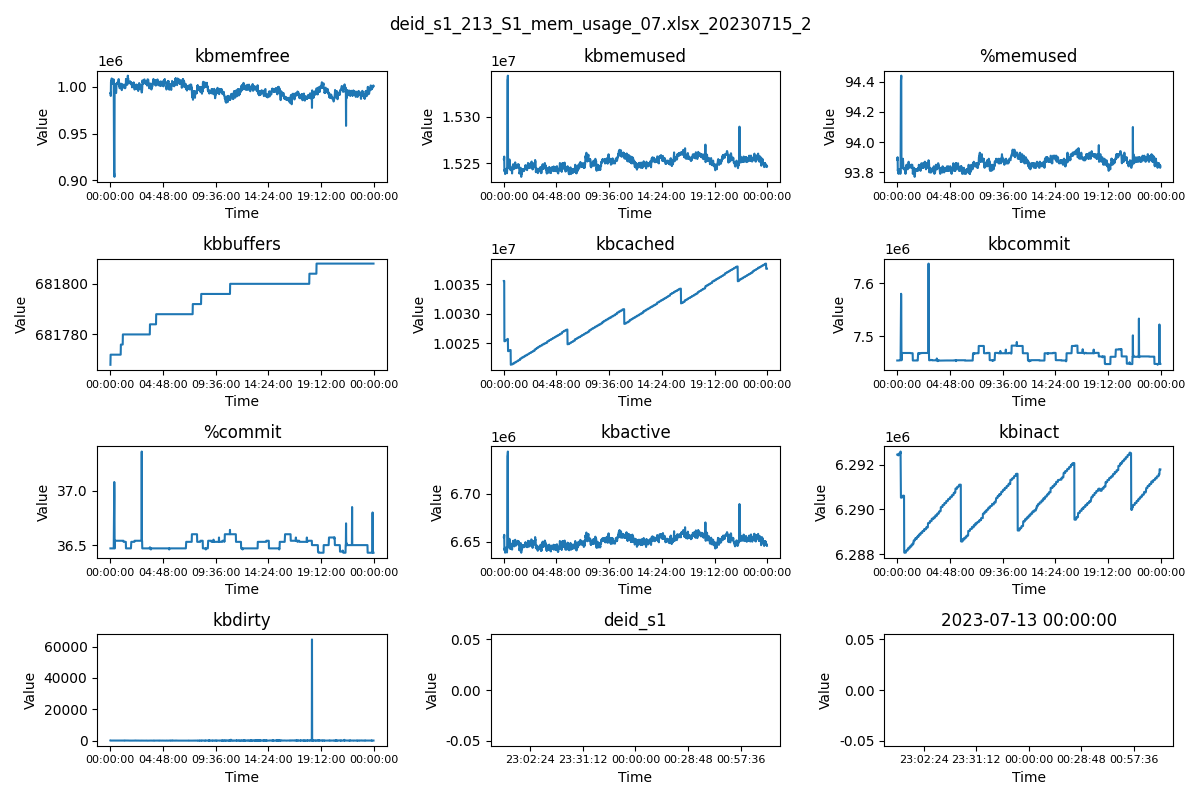 deid_s1_213_S1_mem_usage_07.xlsx_20230715_2
kbmemfree
1e6
1.00
0.95
0.90
Value
00:00:00 04:48:00 09:36:00 14:24:00 19:12:00 00:00:00
Time
kbmemused
1e7
1.530
1.525
Value
00:00:00 04:48:00 09:36:00 14:24:00 19:12:00 00:00:00
Time
%memused
94.4
94.2
94.0
93.8
Value
00:00:00 04:48:00 09:36:00 14:24:00 19:12:00 00:00:00
Time
kbbuffers
681800
681780
Value
00:00:00 04:48:00 09:36:00 14:24:00 19:12:00 00:00:00
Time
kbcached
1e7
1.0035
1.0030
1.0025
Value
00:00:00 04:48:00 09:36:00 14:24:00 19:12:00 00:00:00
Time
kbcommit
1e6
7.6
7.5
Value
00:00:00 04:48:00 09:36:00 14:24:00 19:12:00 00:00:00
Time
%commit
37.0
36.5
Value
00:00:00 04:48:00 09:36:00 14:24:00 19:12:00 00:00:00
Time
kbactive
1e6
6.70
6.65
Value
00:00:00 04:48:00 09:36:00 14:24:00 19:12:00 00:00:00
Time
kbinact
1e6
6.292
6.290
6.288
Value
00:00:00 04:48:00 09:36:00 14:24:00 19:12:00 00:00:00
Time
kbdirty
60000
40000
20000
0
Value
00:00:00 04:48:00 09:36:00 14:24:00 19:12:00 00:00:00
Time
deid_s1
0.05
0.00
-0.05
Value
23:02:24 23:31:12 00:00:00 00:28:48 00:57:36
Time
2023-07-13 00:00:00
0.05
0.00
-0.05
Value
23:02:24 23:31:12 00:00:00 00:28:48 00:57:36
Time